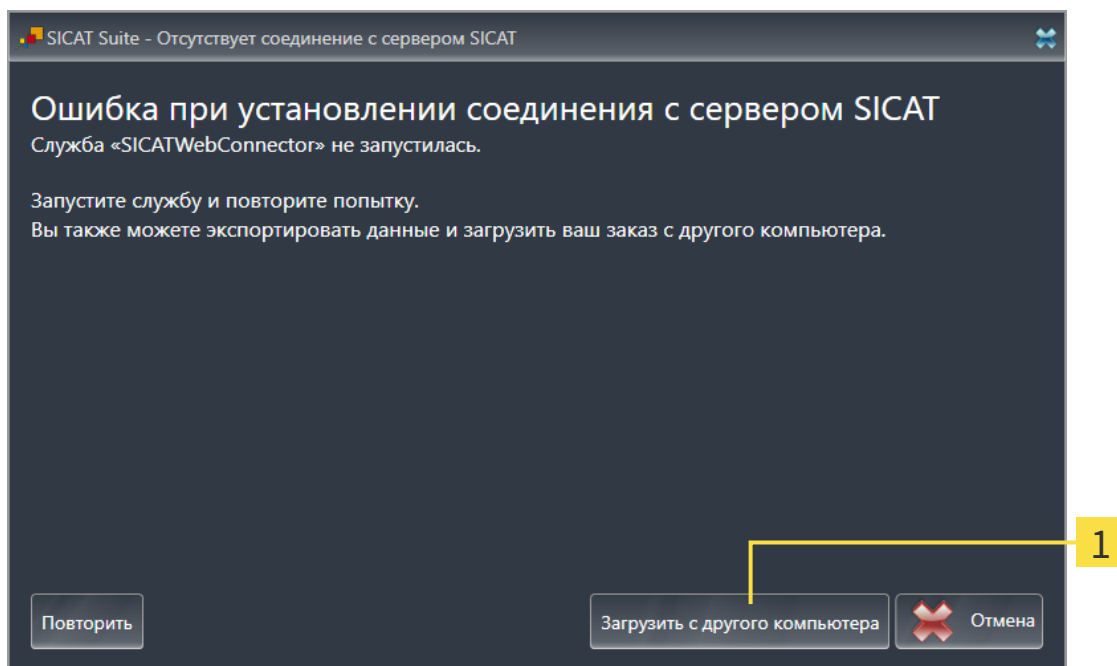 SICAT Suite - Отсутствует соединение с сервером SICAT
Ошибка при установлении соединения с сервером SICAT
Служба «SICATWebConnector» не запустилась.
Запустите службу и повторите попытку.
Вы также можете экспортировать данные и загрузить ваш заказ с другого компьютера.
1
Повторить
Загрузить с другого компьютера
Отмена